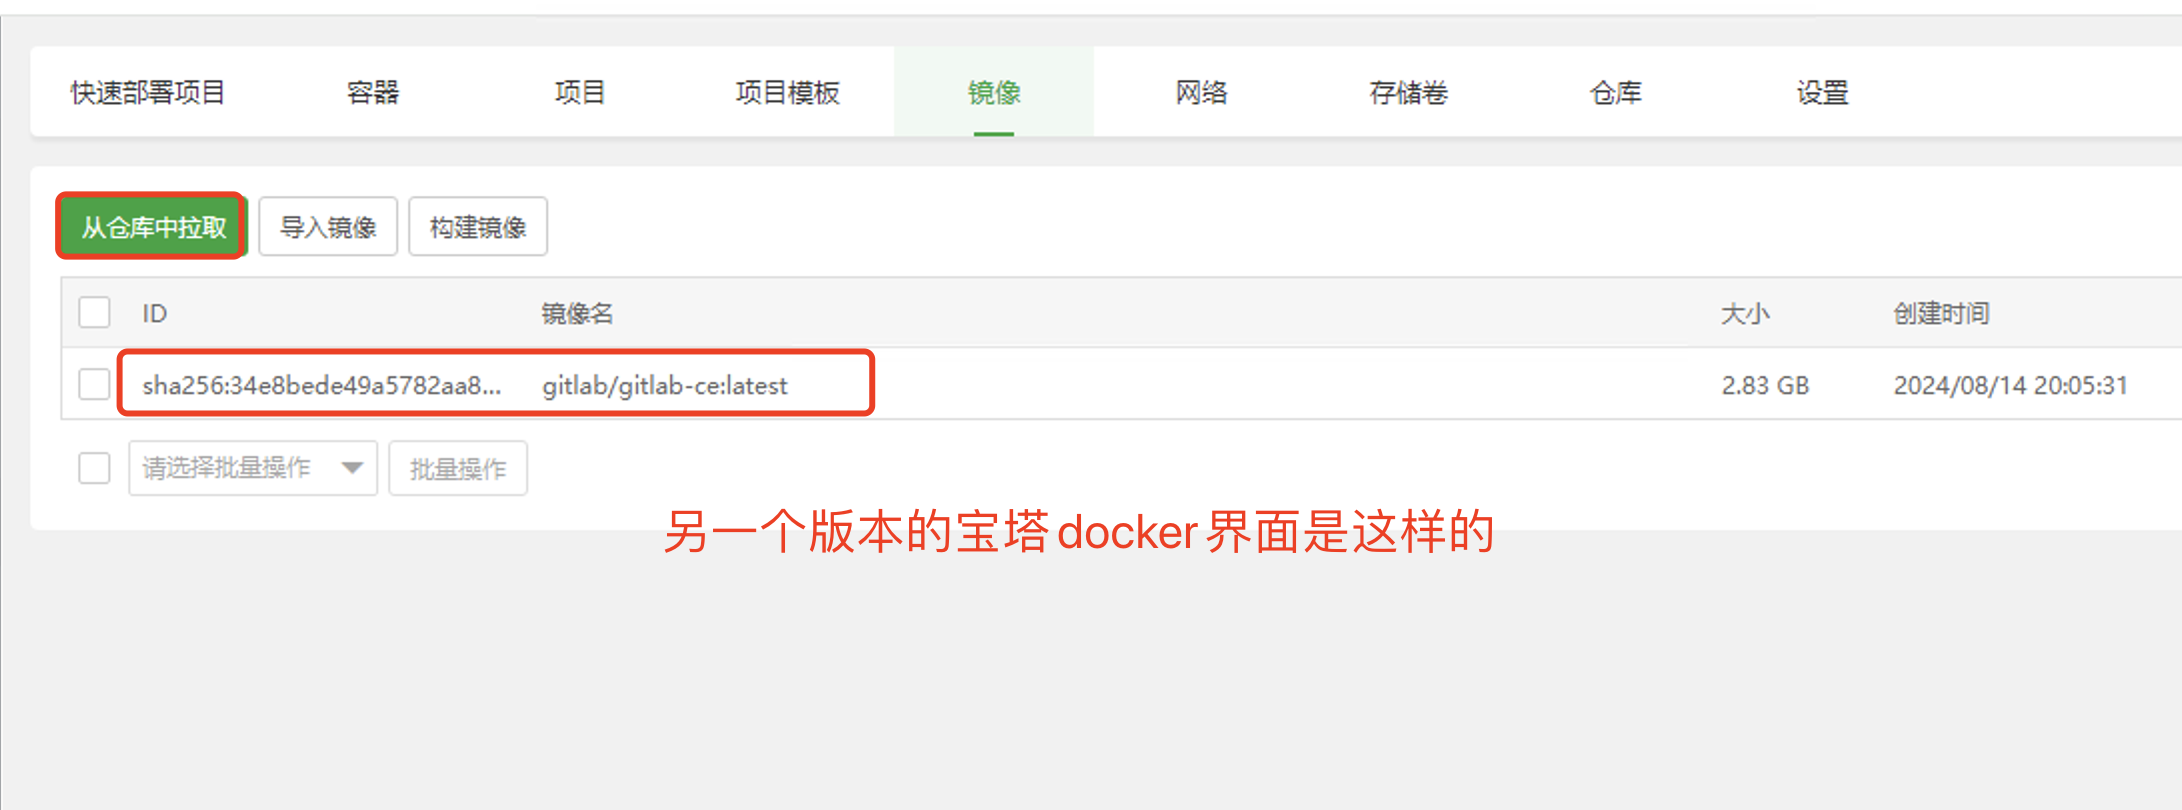 快速部署项目 容器 项目 项目模板 镜像 网络 存储卷 仓库 设置
从仓库中拉取 导入镜像 构建镜像
ID 镜像名 大小 创建时间
sha256:34e8bede49a5782aa8... gitlab/gitlab-ce:latest 2.83 GB 2024/08/14 20:05:31
请选择批量操作 批量操作
另一个版本的宝塔docker界面是这样的